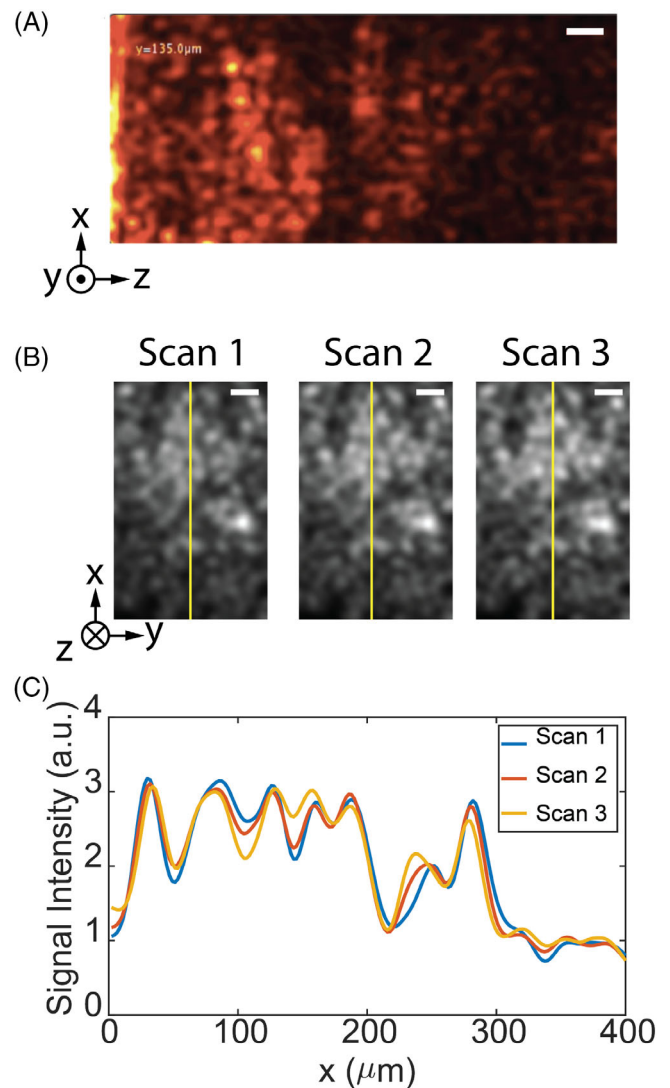 (A)
y=135.0μm
x
y
z
(B)
Scan 1
Scan 2
Scan 3
x
z
y
(C)
Signal Intensity (a.u.)
4
3
2
1
0
Scan 1
Scan 2
Scan 3
0
100
200
300
400
x (μm)